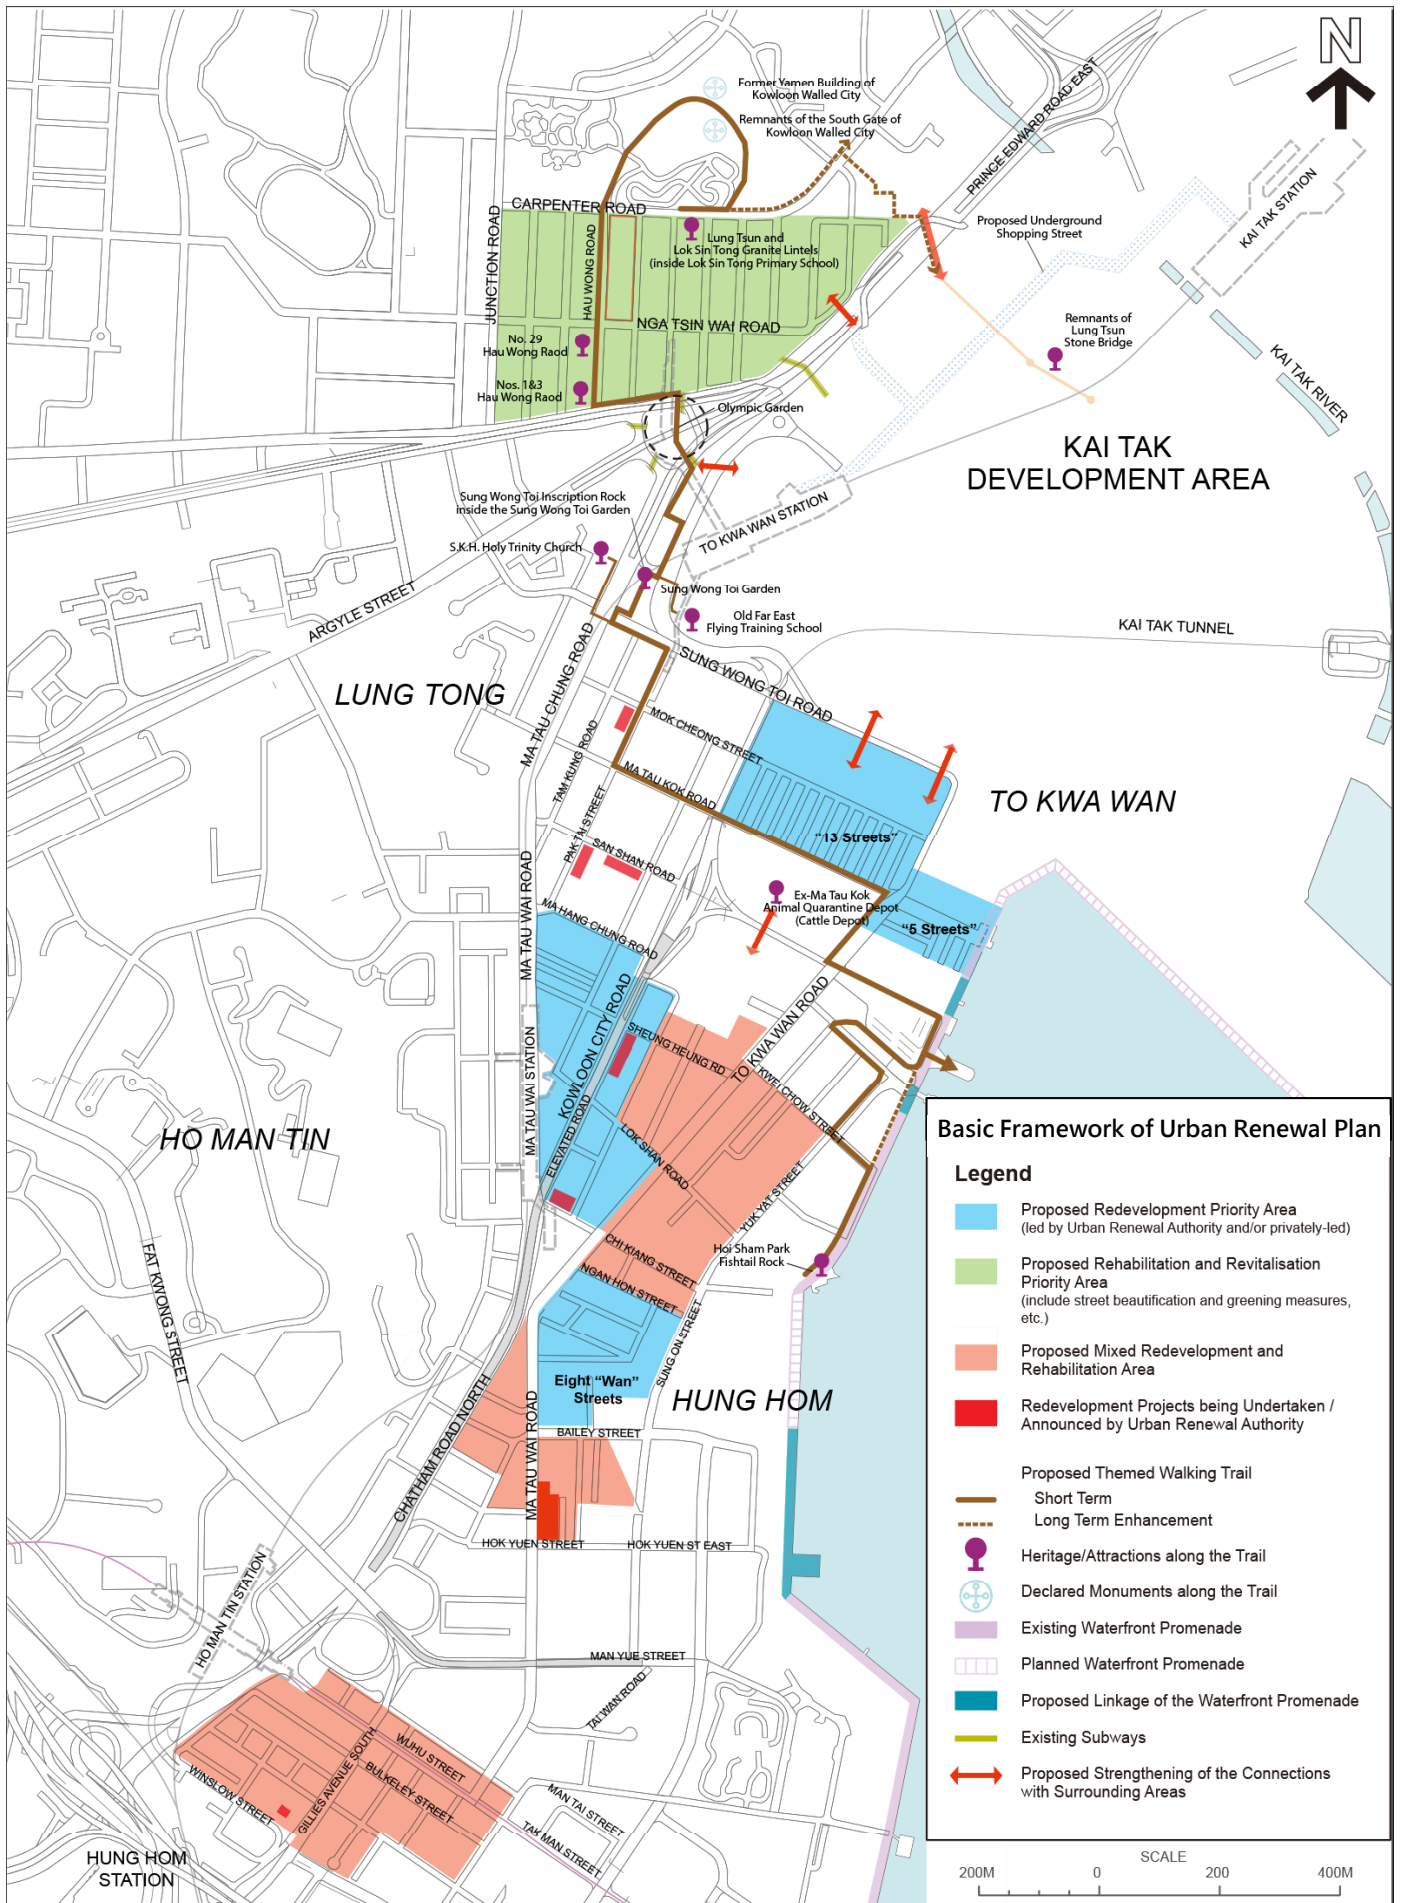 N
Former Yamen Building of
Kowloon Walled City
Remnants of the South Gate of
Kowloon Walled City
PRINCE EDWARD ROAD EAST
CARPENTER ROAD
JUNCTION ROAD
HAU WONG ROAD
Lung Tsun and
Lok Sin Tong Granite Lintels
(inside Lok Sin Tong Primary School)
Proposed Underground
Shopping Street
KAI TAK STATION
NGA TSIN WAI ROAD
No. 29
Hau Wong Raod
Nos. 1&3
Hau Wong Raod
Remnants of
Lung Tsun
Stone Bridge
KAI TAK RIVER
Olympic Garden
KAI TAK
DEVELOPMENT AREA
Sung Wong Toi Inscription Rock
inside the Sung Wong Toi Garden
S.K.H. Holy Trinity Church
TO KWA WAN STATION
Sung Wong Toi Garden
Old Far East
Flying Training School
ARGYLE STREET
KAI TAK TUNNEL
LUNG TONG
MA TAU CHUNG ROAD
SUNG WONG TOI ROAD
MOK CHEONG STREET
TAM KUNG ROAD
MA TAU KOK ROAD
TO KWA WAN
"13 Streets"
PAK TAI STREET
SAN SHAN ROAD
MA TAU WAI ROAD
Ex-Ma Tau Kok
Animal Quarantine Depot
(Cattle Depot)
"5 Streets"
MA HANG CHUNG ROAD
KOWLOON CITY ROAD
TO KWA WAN ROAD
SHEUNG HEUNG RD
MA TAU WAI STATION
KWEI CHOW STREET
ELEVATED ROAD
LOK SHAN ROAD
HO MAN TIN
YUK YAT STREET
Hoi Sham Park
Fishtail Rock
CHI KIANG STREET
NGAN HON STREET
FAT KWONG STREET
SUNG ON STREET
Eight "Wan"
Streets
HUNG HOM
CHATHAM ROAD NORTH
MA TAU WAI ROAD
BAILEY STREET
HOK YUEN STREET
HOK YUEN ST EAST
HO MAN TIN STATION
MAN YUE STREET
TAI WAN ROAD
WUHU STREET
BULKELEY STREET
GILLIES AVENUE SOUTH
WINSLOW STREET
MAN TAI STREET
TAK MAN STREET
HUNG HOM
STATION
Basic Framework of Urban Renewal Plan
Legend
Proposed Redevelopment Priority Area
(led by Urban Renewal Authority and/or privately-led)
Proposed Rehabilitation and Revitalisation
Priority Area
(include street beautification and greening measures,
etc.)
Proposed Mixed Redevelopment and
Rehabilitation Area
Redevelopment Projects being Undertaken /
Announced by Urban Renewal Authority
Proposed Themed Walking Trail
Short Term
Long Term Enhancement
Heritage/Attractions along the Trail
Declared Monuments along the Trail
Existing Waterfront Promenade
Planned Waterfront Promenade
Proposed Linkage of the Waterfront Promenade
Existing Subways
Proposed Strengthening of the Connections
with Surrounding Areas
SCALE
200M 0 200 400M